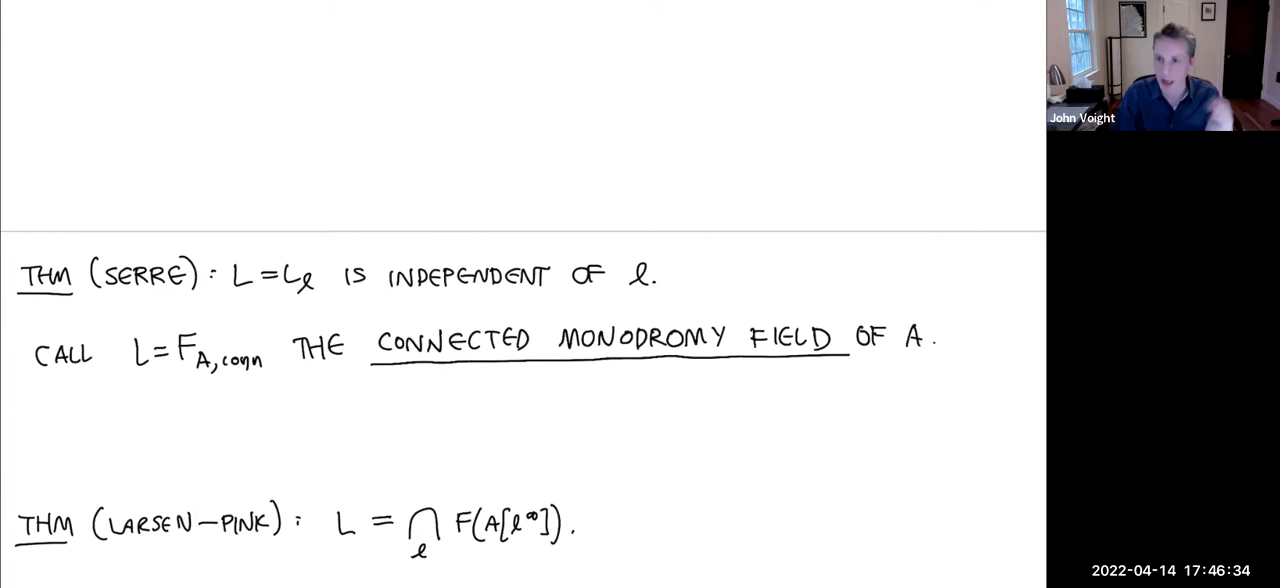 THM (SERRE): L = L_ℓ IS INDEPENDENT OF ℓ.
CALL L = F_{A,conn} THE CONNECTED MONODROMY FIELD OF A.
THM (LARSEN-PINK): L = ⋂_ℓ F(A[ℓ^∞]).
John Voight
2022-04-14 17:46:34